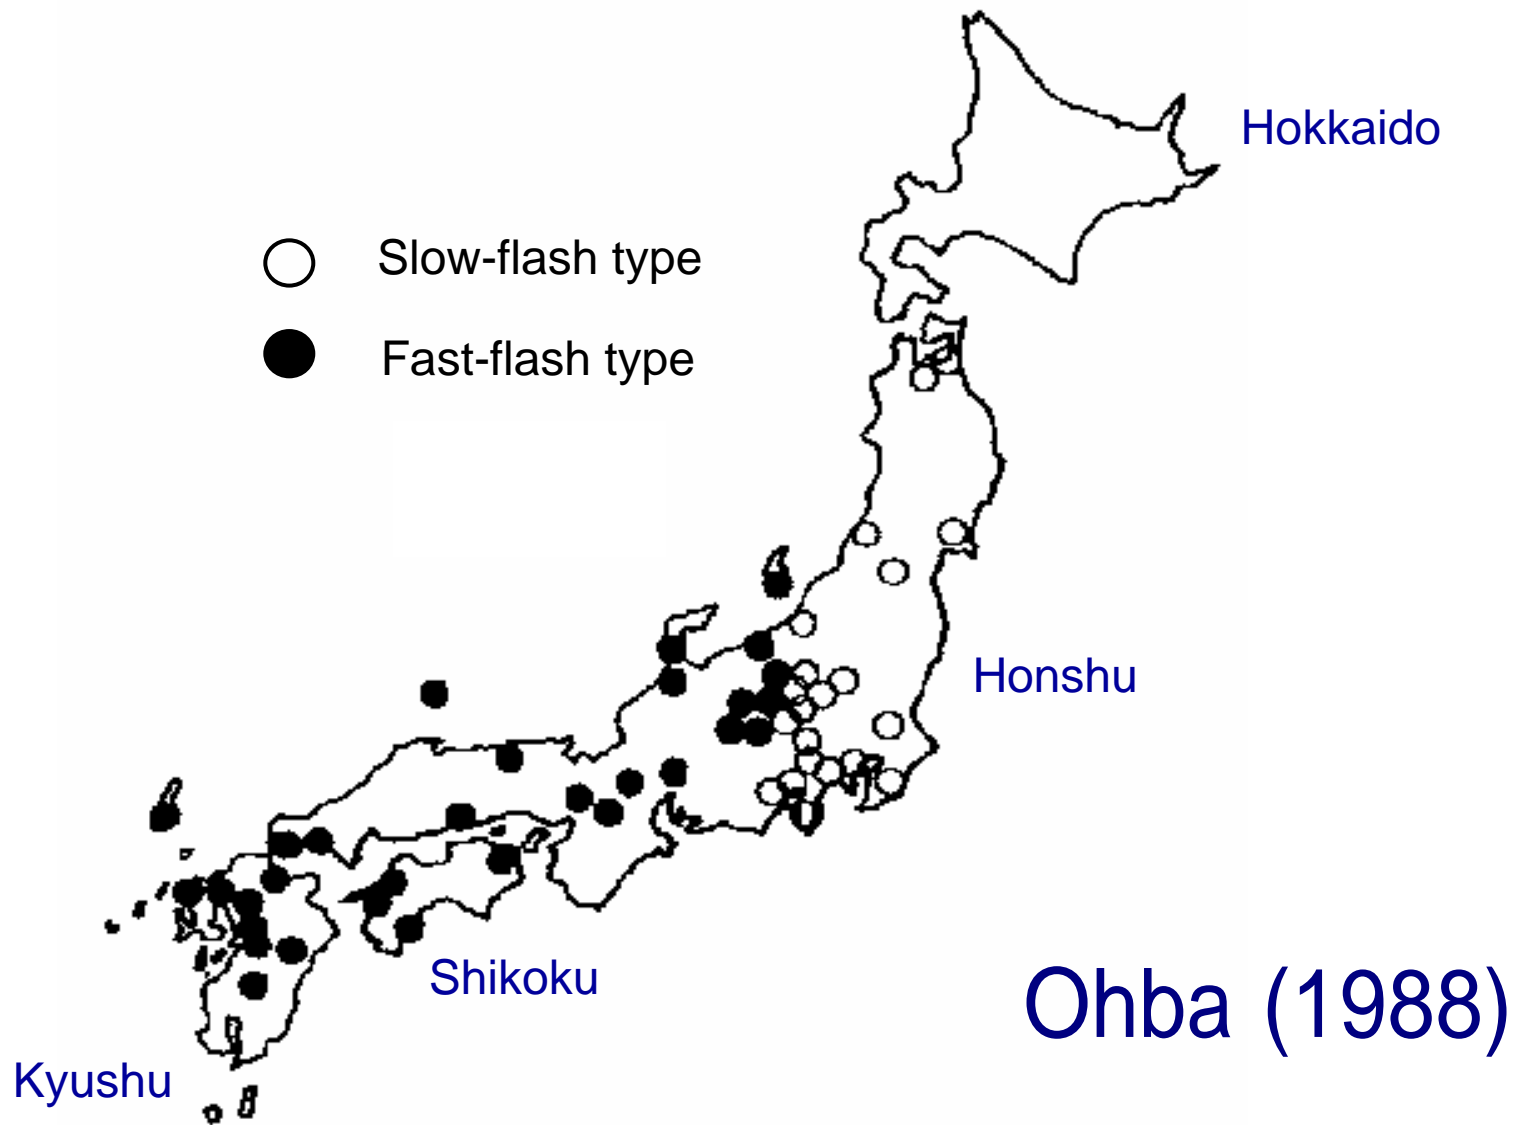 Hokkaido
Slow-flash type
Fast-flash type
Honshu
Shikoku
Ohba (1988)
Kyushu